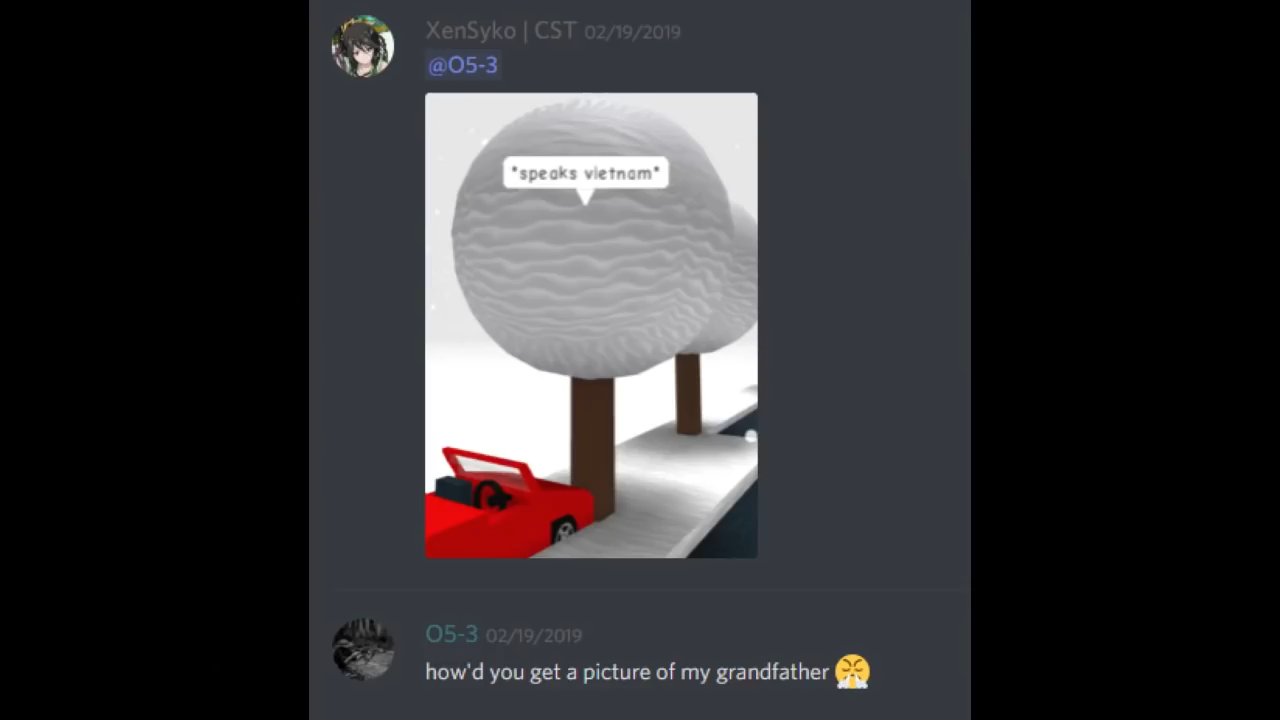 XenSyko | CST 02/19/2019
@O5-3
*speaks vietnam*
O5-3 02/19/2019
how'd you get a picture of my grandfather 😤